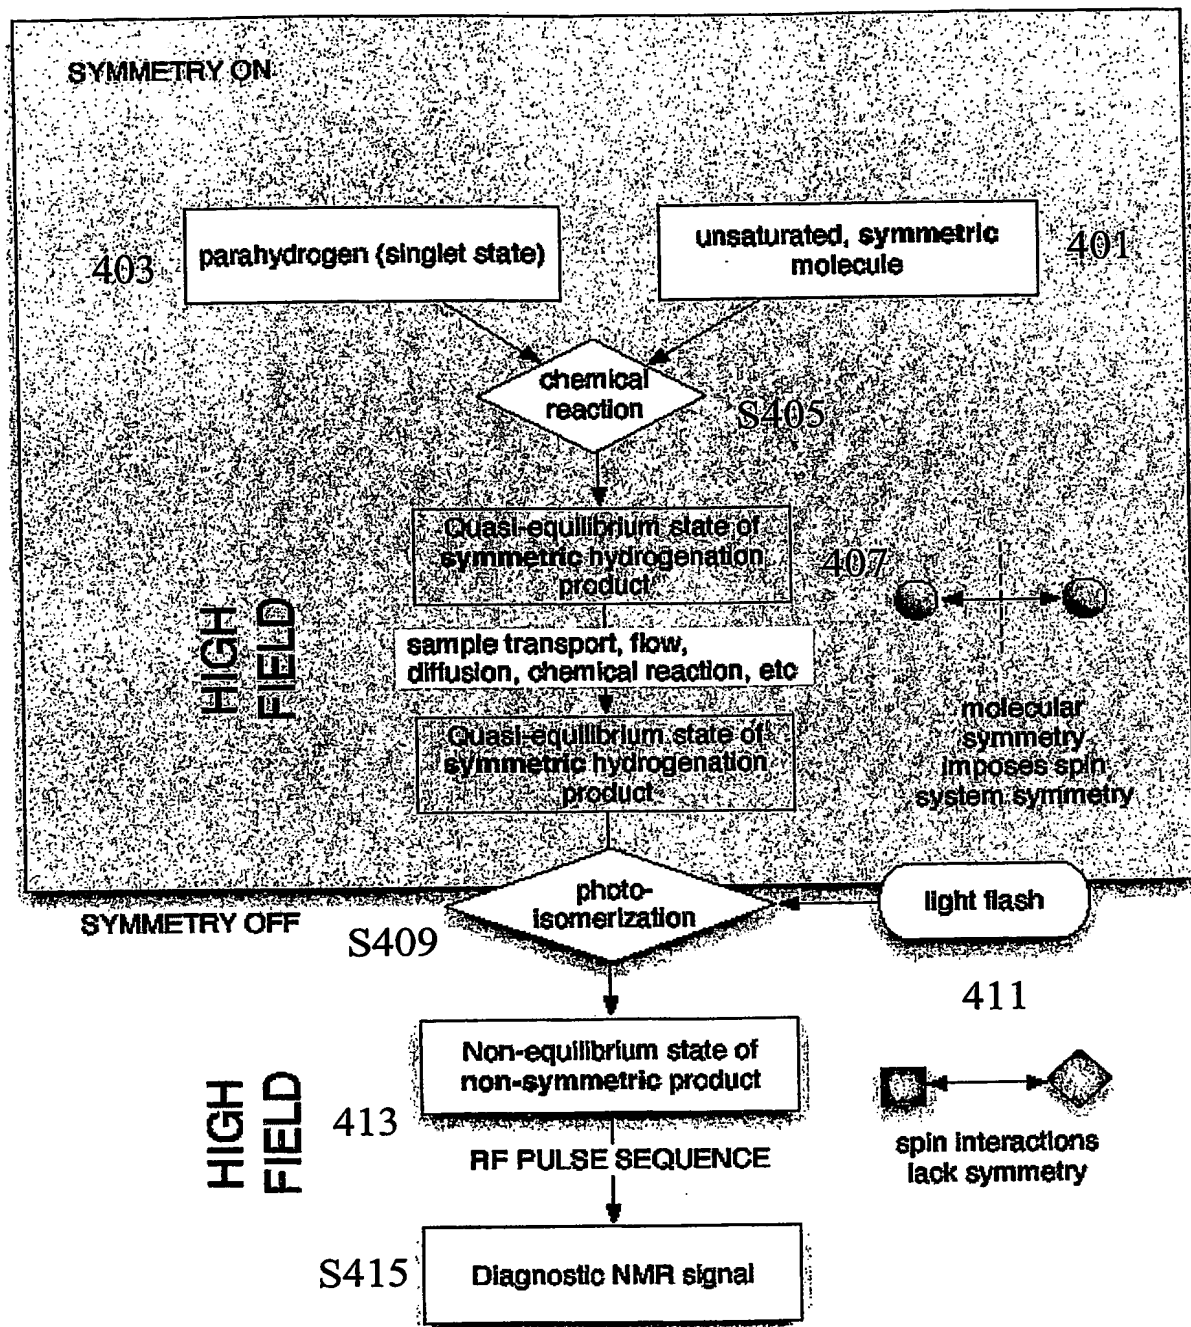 SYMMETRY ON
403
parahydrogen (singlet state)
unsaturated, symmetric
molecule
401
chemical
reaction
S405
Quasi-equilibrium state of
symmetric hydrogenation
product
407
HIGH
FIELD
sample transport, flow,
diffusion, chemical reaction, etc
Quasi-equilibrium state of
symmetric hydrogenation
product
molecular
symmetry
imposes spin
system symmetry
SYMMETRY OFF
S409
photo-
isomerization
light flash
411
HIGH
FIELD
413
Non-equilibrium state of
non-symmetric product
RF PULSE SEQUENCE
spin interactions
lack symmetry
S415
Diagnostic NMR signal